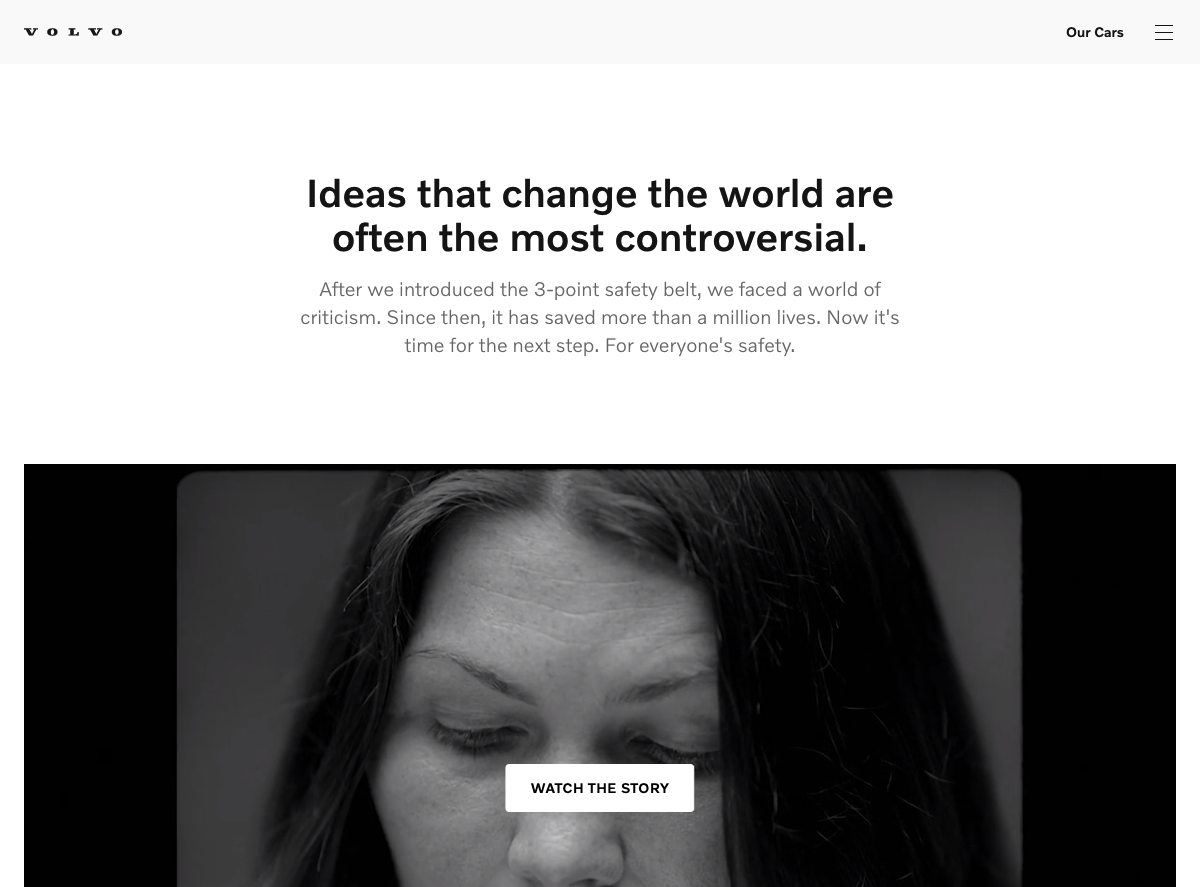 VOLVO
Our Cars
Ideas that change the world are
often the most controversial.
After we introduced the 3-point safety belt, we faced a world of
criticism. Since then, it has saved more than a million lives. Now it's
time for the next step. For everyone's safety.
WATCH THE STORY